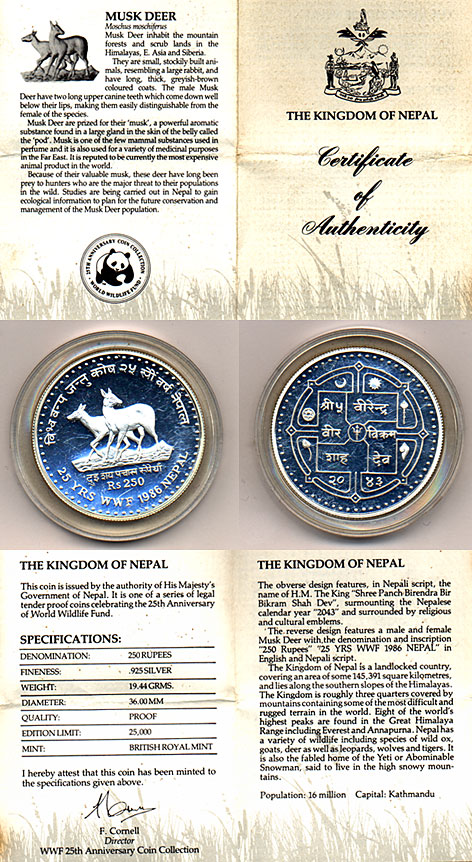 MUSK DEER
Moschus moschiferus
Musk Deer inhabit the mountain
forests and scrub lands in the
Himalayas, E. Asia and Siberia.
They are small, stockily built ani-
mals, resembling a large rabbit, and
have long, thick, greyish-brown
coloured coats. The male Musk
Deer have two long upper canine teeth which come down well
below their lips, making them easily distinguishable from the
female of the species.
Musk Deer are prized for their 'musk', a powerful aromatic
substance found in a large gland in the skin of the belly called
the 'pod'. Musk is one of the few mammal substances used in
perfume and it is also used for a variety of medicinal purposes
in the Far East. It is reputed to be currently the most expensive
animal product in the world.
Because of their valuable musk, these deer have long been
prey to hunters who are the major threat to their populations
in the wild. Studies are being carried out in Nepal to gain
ecological information to plan for the future conservation and
management of the Musk Deer population.
25TH ANNIVERSARY COIN COLLECTION
WORLD WILDLIFE FUND
THE KINGDOM OF NEPAL
Certificate
of
Authenticity
विश्व वन्य जन्तु कोष २५ औं वर्ष नेपाल
दुई शय पचास रुपैयाँ
Rs 250
25 YRS WWF 1986 NEPAL
श्री ५ वीरेन्द्र
वीर विक्रम
शाह देव
२० ४३
THE KINGDOM OF NEPAL
This coin is issued by the authority of His Majesty's
Government of Nepal. It is one of a series of legal
tender proof coins celebrating the 25th Anniversary
of World Wildlife Fund.
SPECIFICATIONS:
DENOMINATION: 250 RUPEES
FINENESS: .925 SILVER
WEIGHT: 19.44 GRMS.
DIAMETER: 36.00 MM
QUALITY: PROOF
EDITION LIMIT: 25,000
MINT: BRITISH ROYAL MINT
I hereby attest that this coin has been minted to
the specifications given above.
F. Cornell
Director
WWF 25th Anniversary Coin Collection
THE KINGDOM OF NEPAL
The obverse design features, in Nepáli script, the
name of H.M. The King "Shree Panch Birendra Bir
Bikram Shah Dev", surmounting the Nepalese
calendar year "2043" and surrounded by religious
and cultural emblems.
The reverse design features a male and female
Musk Deer with the denomination and inscription
"250 Rupees" "25 YRS WWF 1986 NEPAL" in
English and Nepali script.
The Kingdom of Nepal is a landlocked country,
covering an area of some 145,391 square kilometres,
and lies along the southern slopes of the Himalayas.
The Kingdom is roughly three quarters covered by
mountains containing some of the most difficult and
rugged terrain in the world. Eight of the world's
highest peaks are found in the Great Himalaya
Range including Everest and Annapurna. Nepal has
a variety of wildlife including species of wild ox,
goats, deer as well as leopards, wolves and tigers. It
is also the fabled home of the Yeti or Abominable
Snowman, said to live in the high snowy moun-
tains.
Population: 16 million Capital: Kathmandu